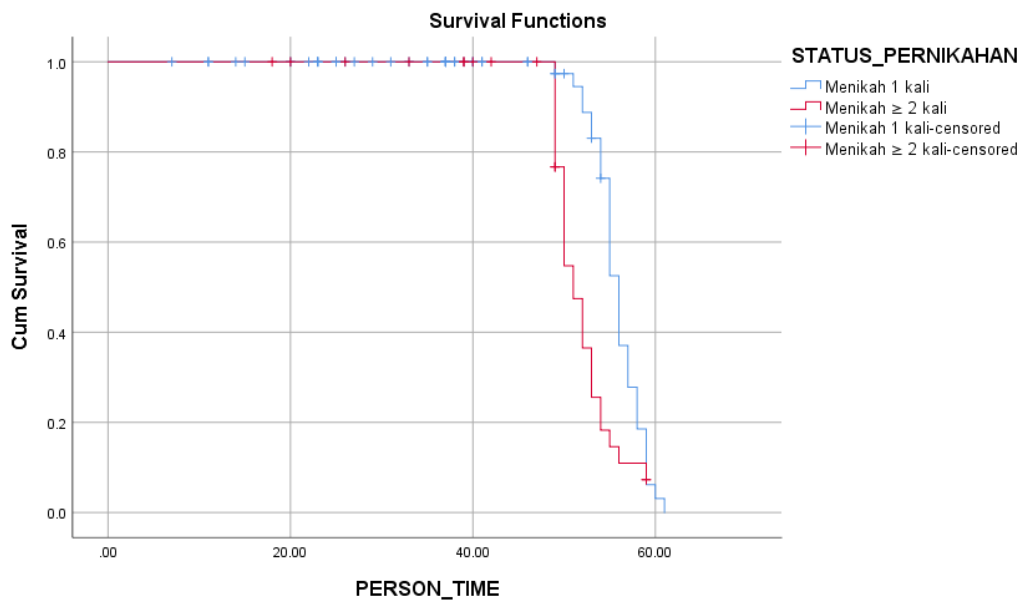 Survival Functions
STATUS_PERNIKAHAN
Menikah 1 kali
Menikah ≥ 2 kali
Menikah 1 kali-censored
Menikah ≥ 2 kali-censored
Cum Survival
1.0
0.8
0.6
0.4
0.2
0.0
.00
20.00
40.00
60.00
PERSON_TIME